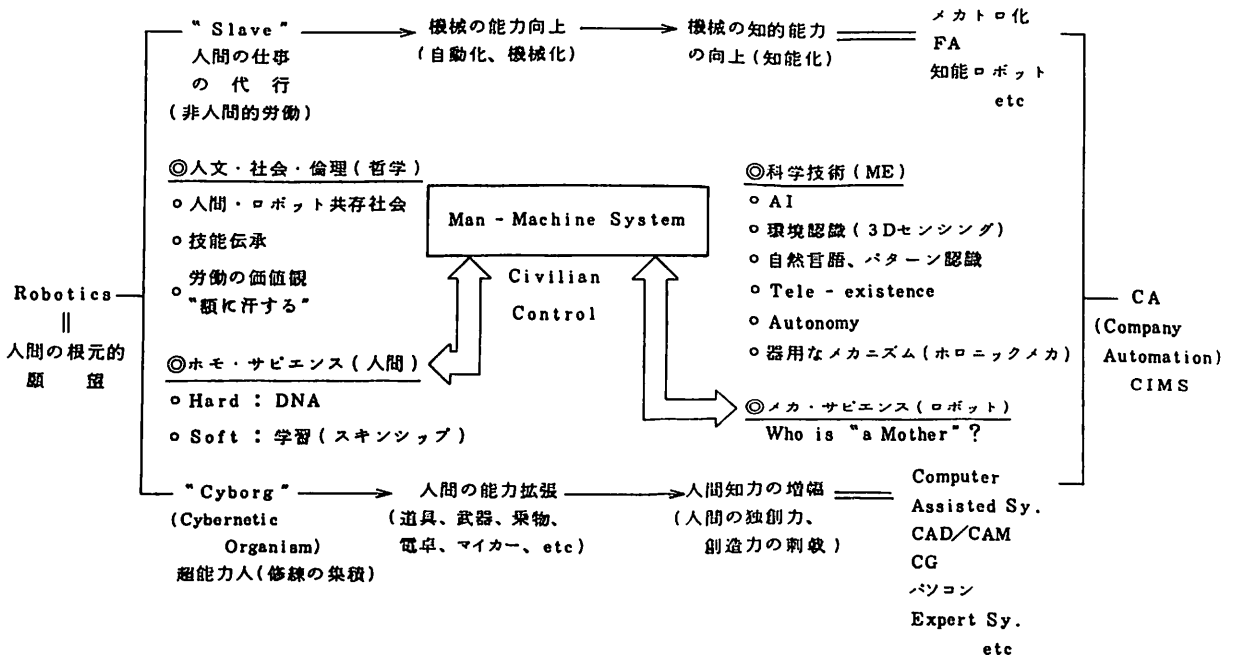 Robotics
||
人間の根元的
願 望
“Slave”
人間の仕事
の 代 行
(非人間的労働)
機械の能力向上
(自動化、機械化)
機械の知的能力
の向上(知能化)
メカトロ化
FA
知能ロボット
etc
◎人文・社会・倫理(哲学)
○人間・ロボット共存社会
○技能伝承
○労働の価値観
“額に汗する”
◎ホモ・サピエンス(人間)
○Hard : DNA
○Soft : 学習(スキンシップ)
Man - Machine System
Civilian
Control
◎科学技術(ME)
○AI
○環境認識(3Dセンシング)
○自然言語、パターン認識
○Tele - existence
○Autonomy
○器用なメカニズム(ホロニックメカ)
◎メカ・サピエンス(ロボット)
Who is “a Mother”?
“Cyborg”
(Cybernetic
Organism)
超能力人(修練の集積)
人間の能力拡張
(道具、武器、乗物、
電卓、マイカー、etc)
人間知力の増幅
(人間の独創力、
創造力の刺戟)
Computer
Assisted Sy.
CAD/CAM
CG
パソコン
Expert Sy.
etc
CA
(Company
Automation)
CIMS